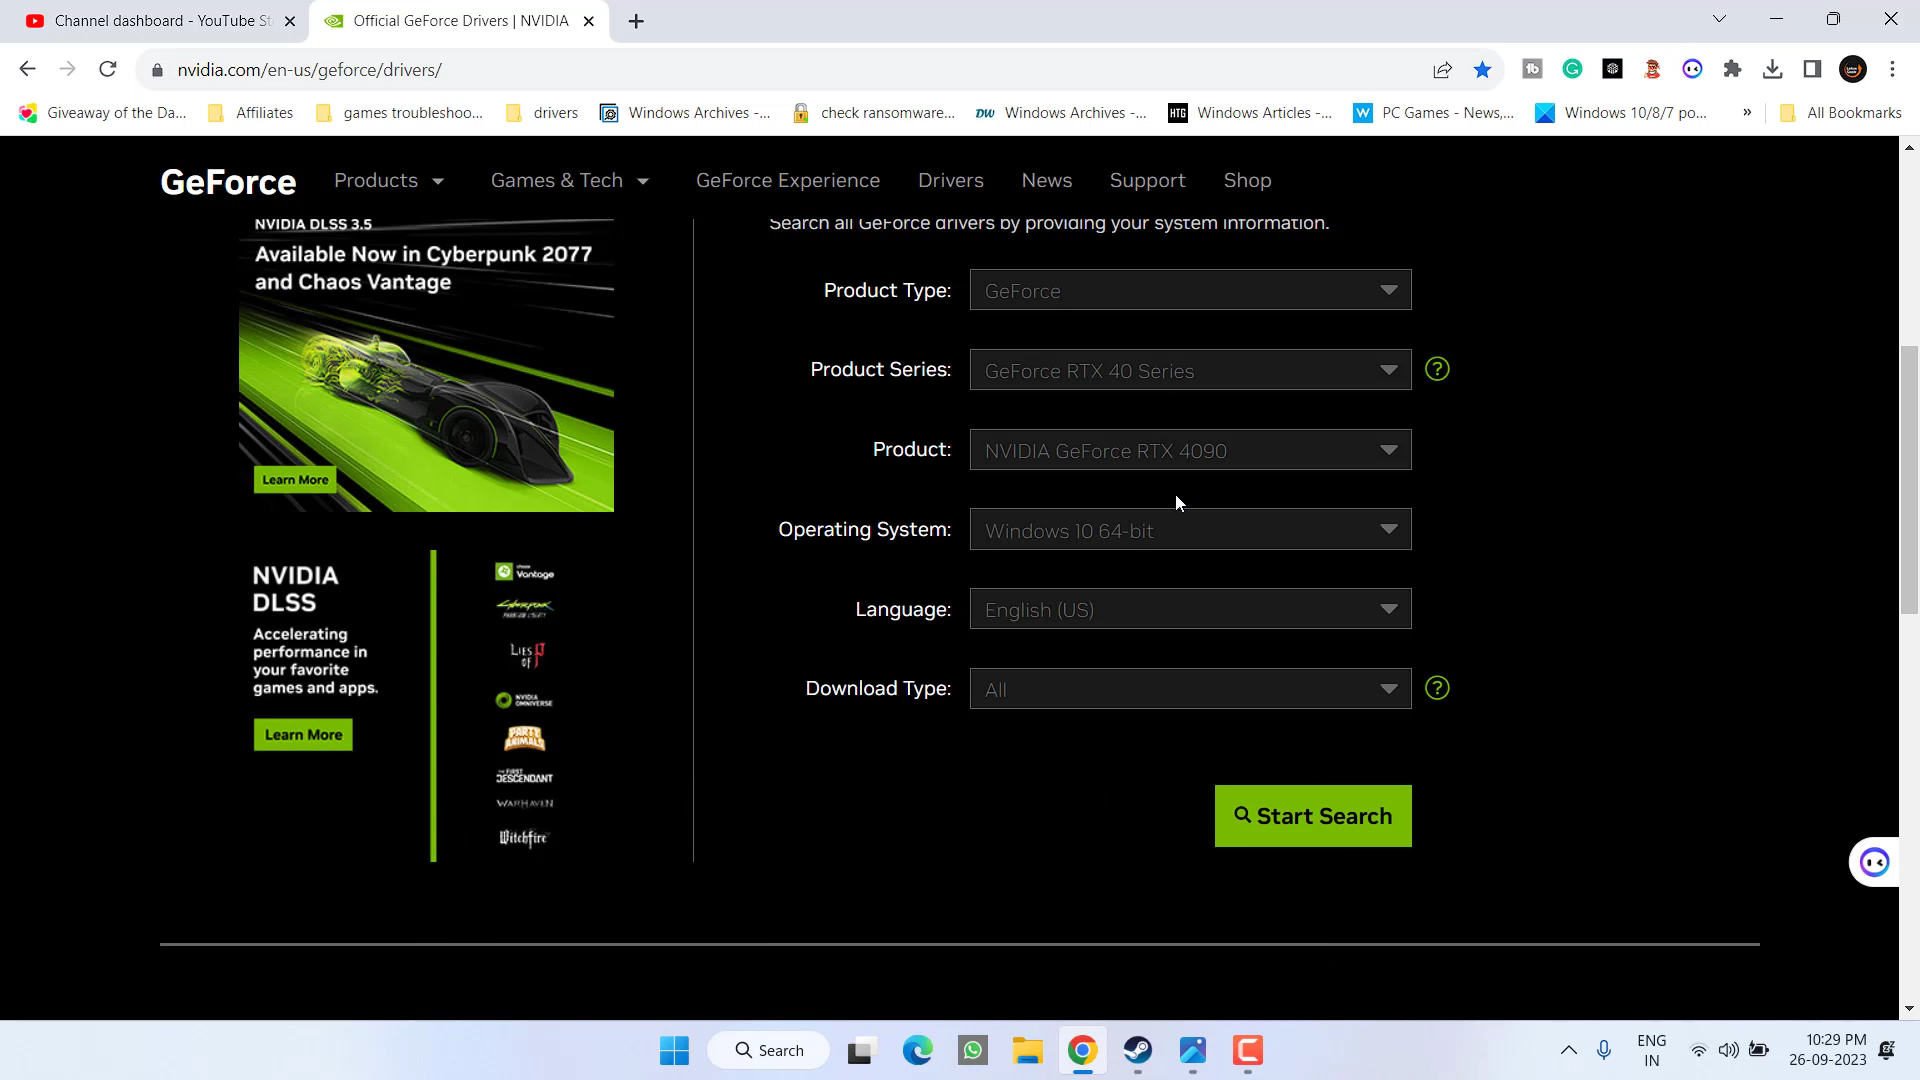 Channel dashboard - YouTube St
Official GeForce Drivers | NVIDIA
nvidia.com/en-us/geforce/drivers/
Giveaway of the Da...
Affiliates
games troubleshoo...
drivers
Windows Archives -...
check ransomware...
DW
Windows Archives -...
HTG
Windows Articles -...
W
PC Games - News,...
Windows 10/8/7 po...
»
All Bookmarks
GeForce
Products
Games & Tech
GeForce Experience
Drivers
News
Support
Shop
NVIDIA DLSS 3.5
Available Now in Cyberpunk 2077
and Chaos Vantage
Learn More
NVIDIA
DLSS
Accelerating
performance in
your favorite
games and apps.
Learn More
Vantage
Cyberpunk
LIES
OF P
NVIDIA
OMNIVERSE
PARTY
ANIMALS
THE FIRST
DESCENDANT
WARHAVEN
Witchfire
Search all GeForce drivers by providing your system information.
Product Type: GeForce
Product Series: GeForce RTX 40 Series ?
Product: NVIDIA GeForce RTX 4090
Operating System: Windows 10 64-bit
Language: English (US)
Download Type: All ?
Start Search
Search
ENG
IN
10:29 PM
26-09-2023